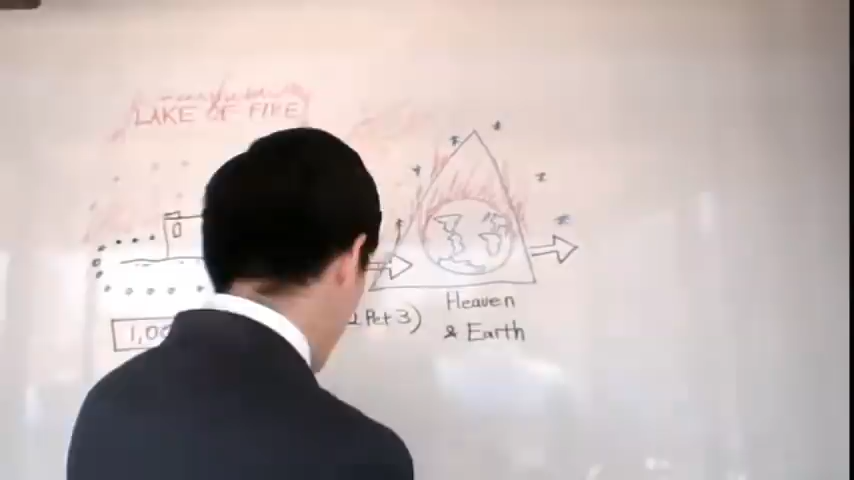 LAKE OF FIRE
1,00
2 Pet 3)
Heaven
& Earth